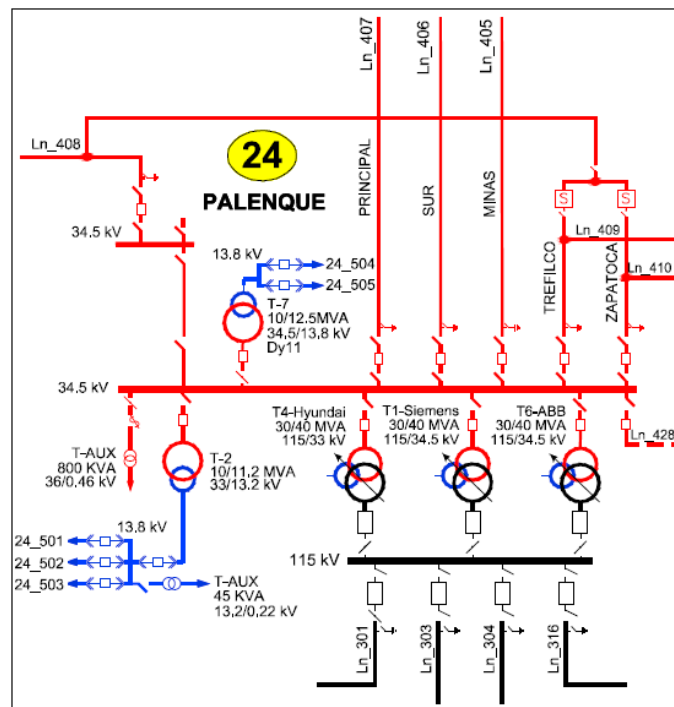 Ln_407
Ln_406
Ln_405
Ln_408
24
PALENQUE
PRINCIPAL
SUR
MINAS
S
S
34.5 kV
Ln_409
Ln_410
TREFILCO
ZAPATOCA
13.8 kV
24_504
24_505
T-7
10/12.5MVA
34,5/13,8 kV
Dy11
34.5 kV
T4-Hyundai
30/40 MVA
115/33 kV
T1-Siemens
30/40 MVA
115/34.5 kV
T6-ABB
30/40 MVA
115/34.5 kV
Ln_428
T-AUX
800 KVA
36/0,46 kV
T-2
10/11,2 MVA
33/13.2 kV
13,8 kV
24_501
24_502
24_503
T-AUX
45 KVA
13,2/0,22 kV
115 kV
Ln_301
Ln_303
Ln_304
Ln_316